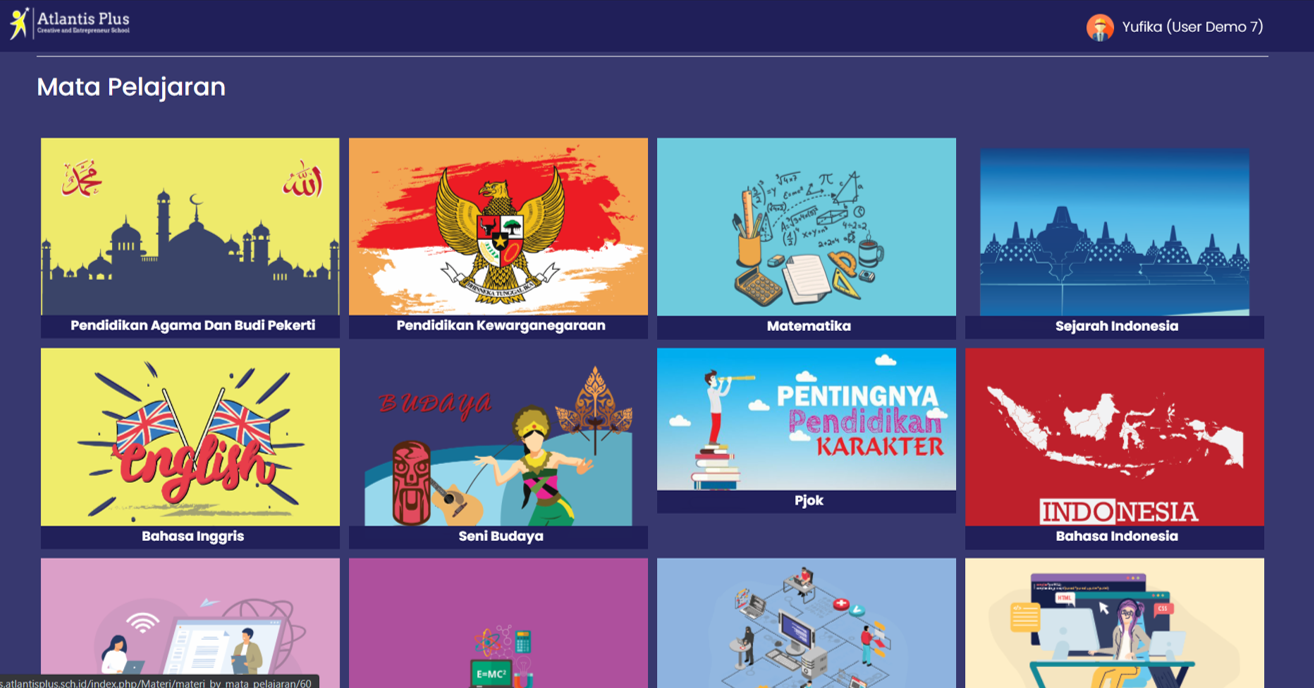 Atlantis Plus
Creative and Entrepreneur School
Yufika (User Demo 7)
Mata Pelajaran
محمد
الله
BHINNEKA TUNGGAL IKA
π
Pendidikan Agama Dan Budi Pekerti
Pendidikan Kewarganegaraan
Matematika
Sejarah Indonesia
English
BUDAYA
PENTINGNYA
Pendidikan
KARAKTER
INDONESIA
Pjok
Bahasa Inggris
Seni Budaya
Bahasa Indonesia
HTML
CSS
E=MC²
s.atlantisplus.sch.id/index.php/Materi/materi_by_mata_pelajaran/60